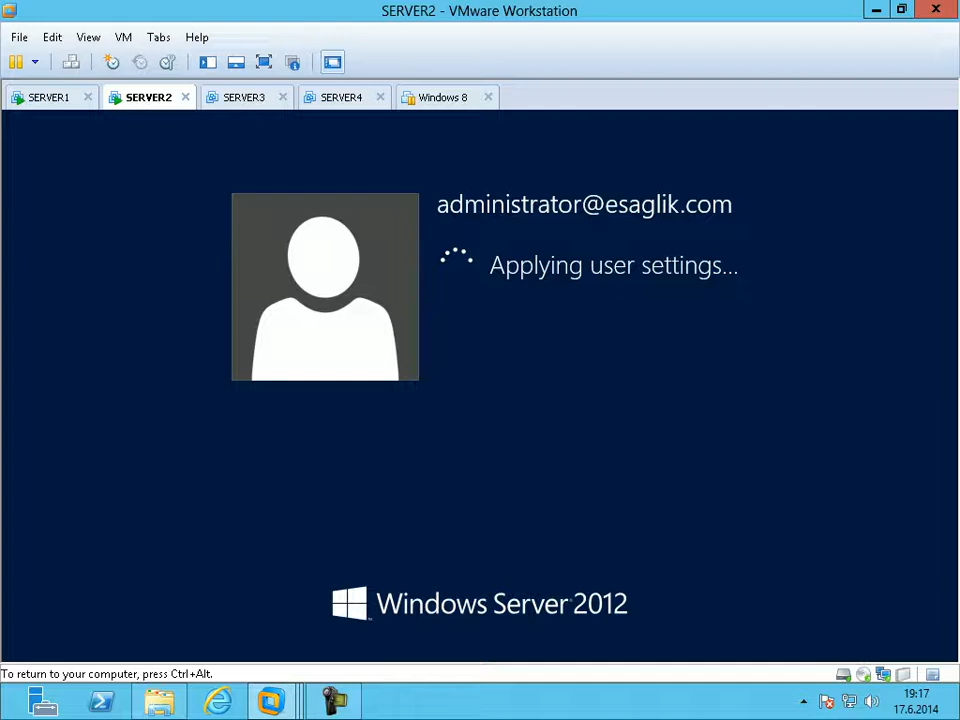 SERVER2 - VMware Workstation
File Edit View VM Tabs Help
SERVER1 SERVER2 SERVER3 SERVER4 Windows 8
administrator@esaglik.com
Applying user settings...
Windows Server 2012
To return to your computer, press Ctrl+Alt.
19:17
17.6.2014